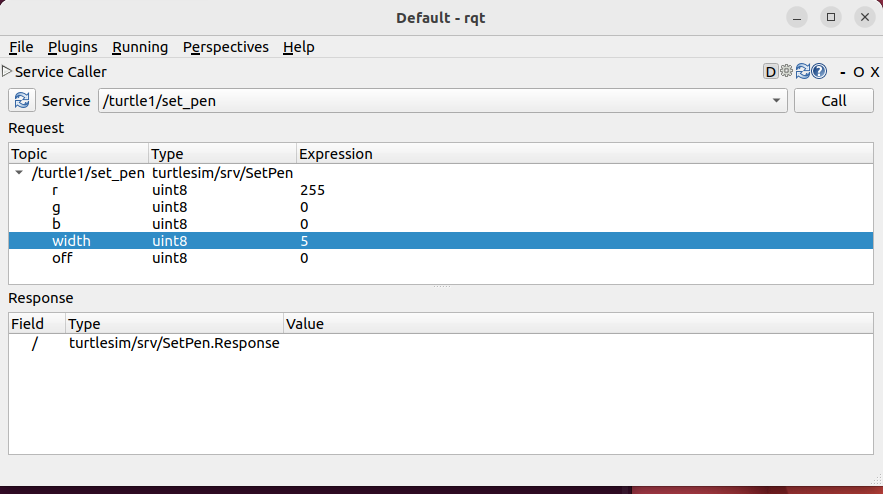 Default - rqt
File Plugins Running Perspectives Help
Service Caller D ? - O X
Service /turtle1/set_pen Call
Request
Topic Type Expression
/turtle1/set_pen turtlesim/srv/SetPen
r uint8 255
g uint8 0
b uint8 0
width uint8 5
off uint8 0
Response
Field Type Value
/ turtlesim/srv/SetPen.Response